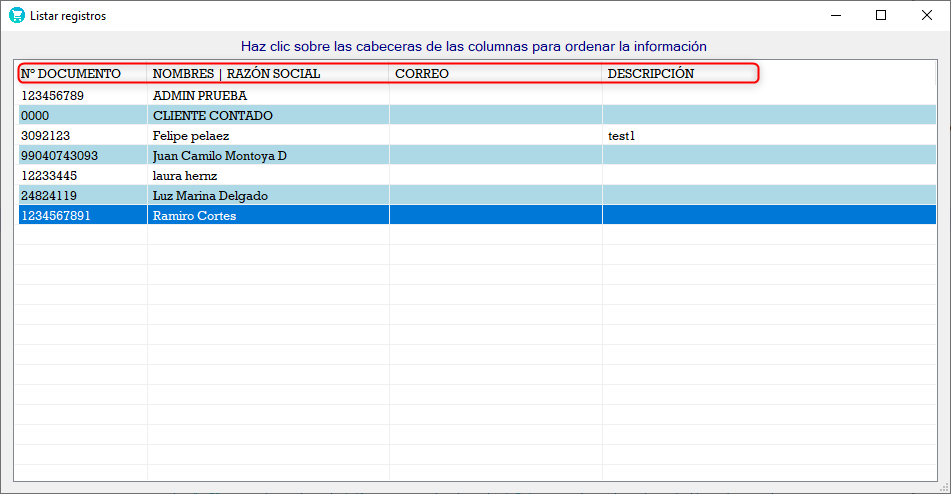 Listar registros
Haz clic sobre las cabeceras de las columnas para ordenar la información
N° DOCUMENTO NOMBRES | RAZÓN SOCIAL CORREO DESCRIPCIÓN
123456789 ADMIN PRUEBA
0000 CLIENTE CONTADO
3092123 Felipe pelaez test1
99040743093 Juan Camilo Montoya D
12233445 laura hernz
24824119 Luz Marina Delgado
1234567891 Ramiro Cortes